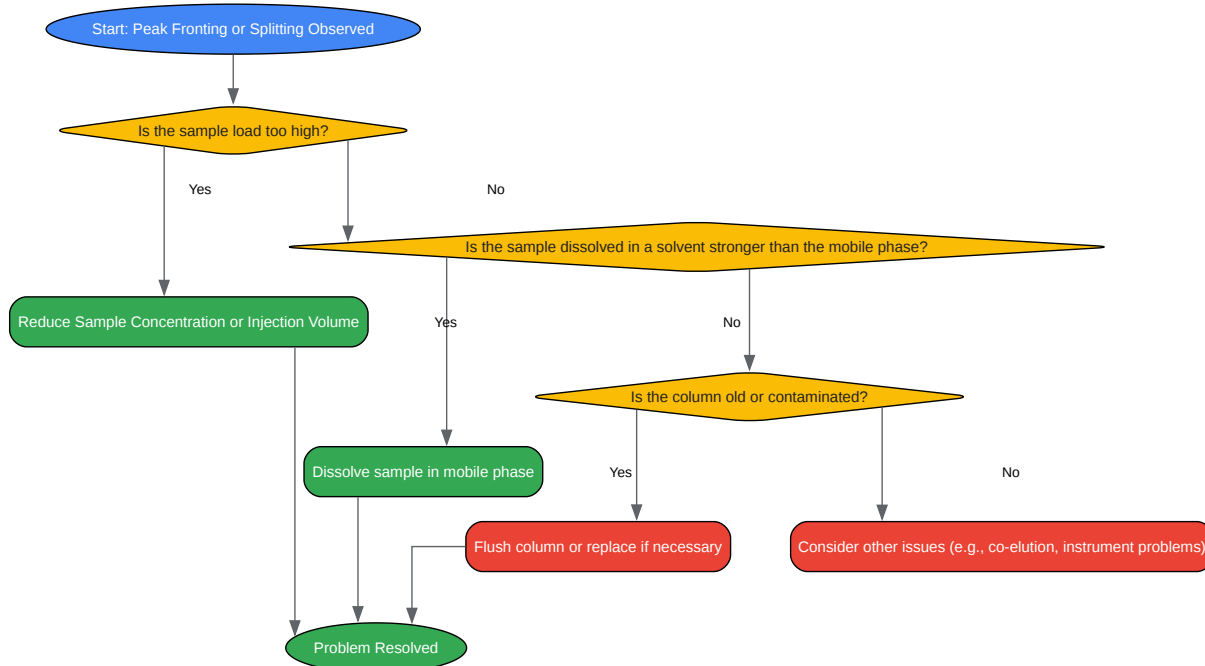 Start: Peak Fronting or Splitting Observed
Is the sample load too high?
Yes
No
Is the sample dissolved in a solvent stronger than the mobile phase?
Reduce Sample Concentration or Injection Volume
Yes
No
Is the column old or contaminated?
Dissolve sample in mobile phase
Yes
No
Flush column or replace if necessary
Consider other issues (e.g., co-elution, instrument problems)
Problem Resolved